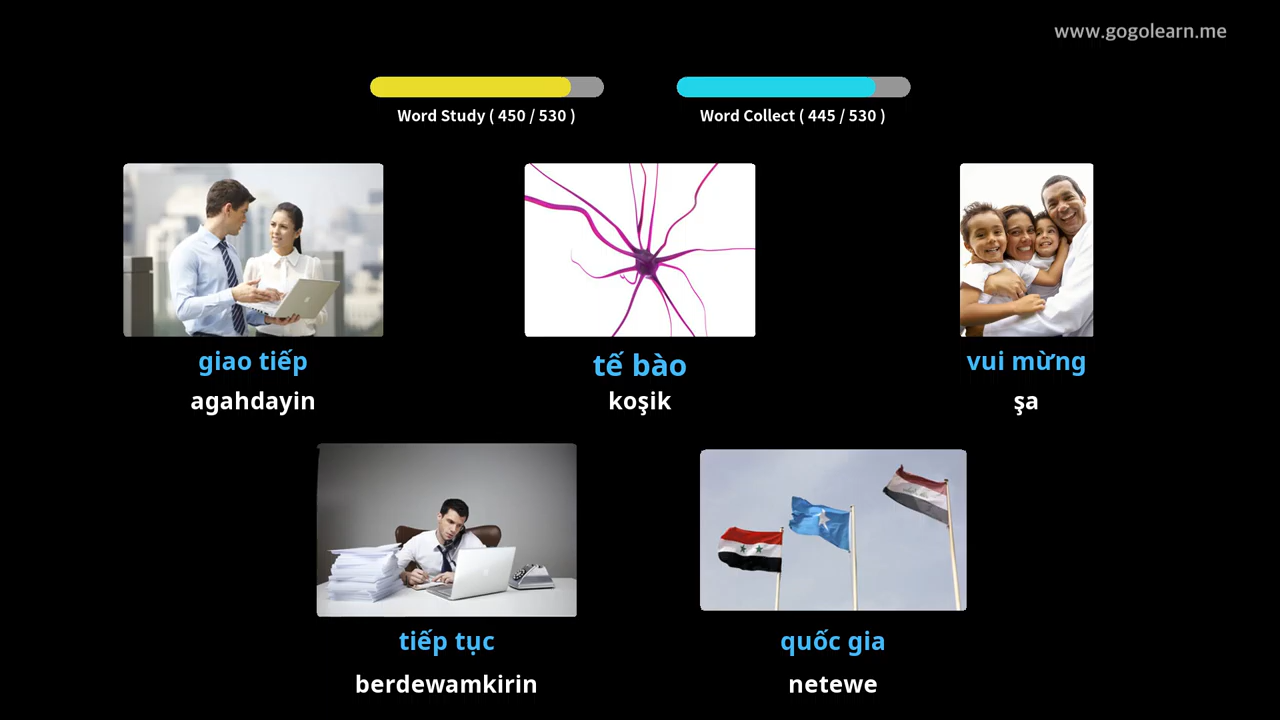 www.gogolearn.me
Word Study ( 450 / 530 )
Word Collect ( 445 / 530 )
giao tiếp
agahdayin
tế bào
koşik
vui mừng
şa
tiếp tục
berdewamkirin
quốc gia
netewe